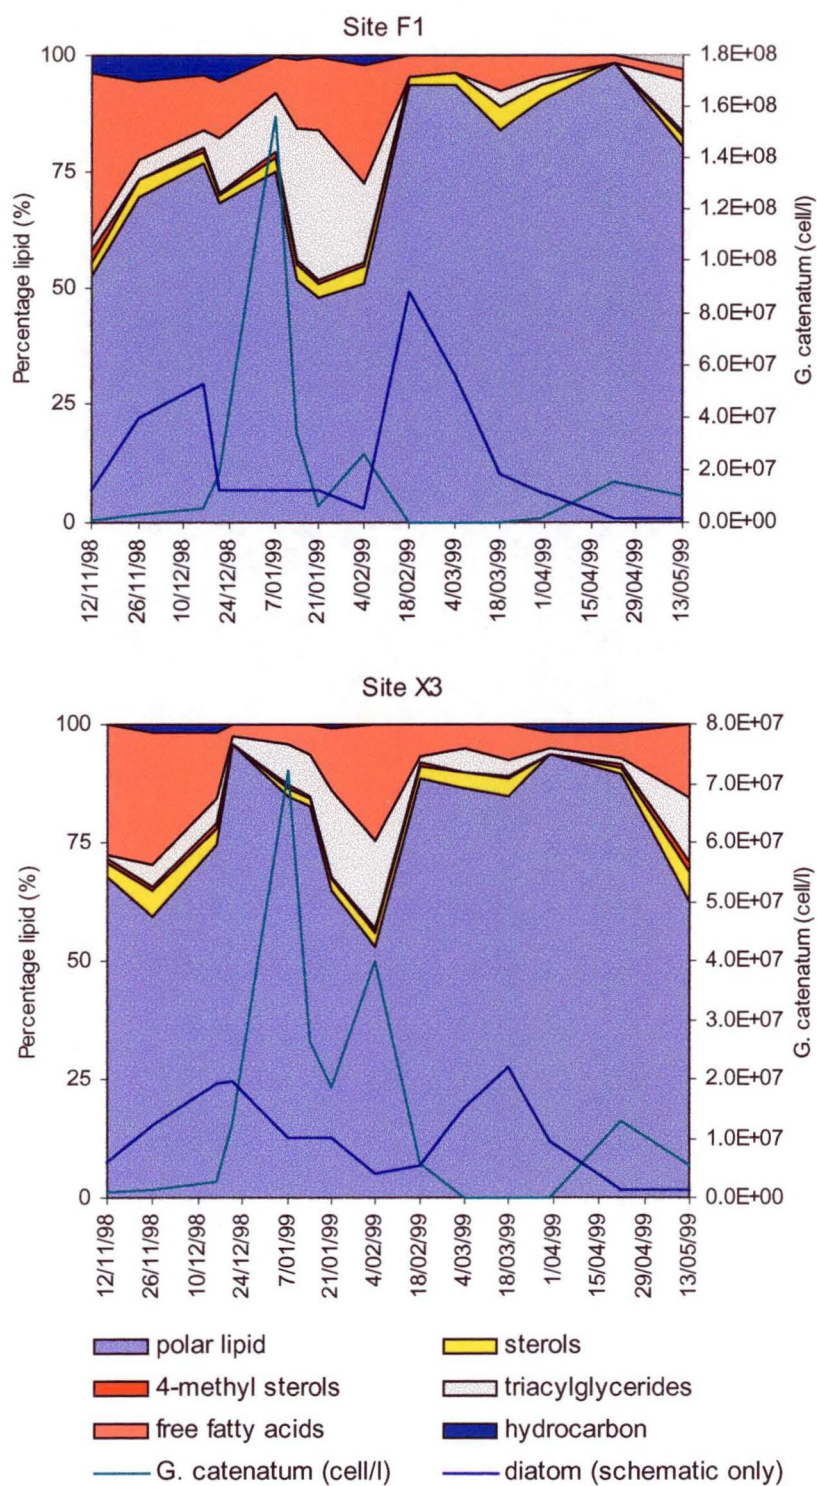 Site F1
Percentage lipid (%)
100
75
50
25
0
1.8E+08
1.6E+08
1.4E+08
1.2E+08
1.0E+08
8.0E+07
6.0E+07
4.0E+07
2.0E+07
0.0E+00
G. catenatum (cell/l)
12/11/98
26/11/98
10/12/98
24/12/98
7/01/99
21/01/99
4/02/99
18/02/99
4/03/99
18/03/99
1/04/99
15/04/99
29/04/99
13/05/99
Site X3
Percentage lipid (%)
100
75
50
25
0
8.0E+07
7.0E+07
6.0E+07
5.0E+07
4.0E+07
3.0E+07
2.0E+07
1.0E+07
0.0E+00
G. catenatum (cell/l)
12/11/98
26/11/98
10/12/98
24/12/98
7/01/99
21/01/99
4/02/99
18/02/99
4/03/99
18/03/99
1/04/99
15/04/99
29/04/99
13/05/99
polar lipid
sterols
4-methyl sterols
triacylglycerides
free fatty acids
hydrocarbon
G. catenatum (cell/l)
diatom (schematic only)